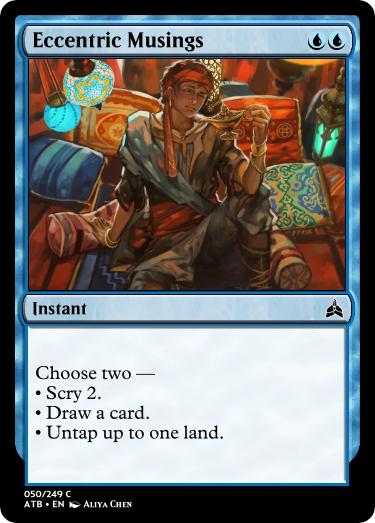 Eccentric Musings
Instant
Choose two —
• Scry 2.
• Draw a card.
• Untap up to one land.
050/249 C
ATB • EN Aliya Chen